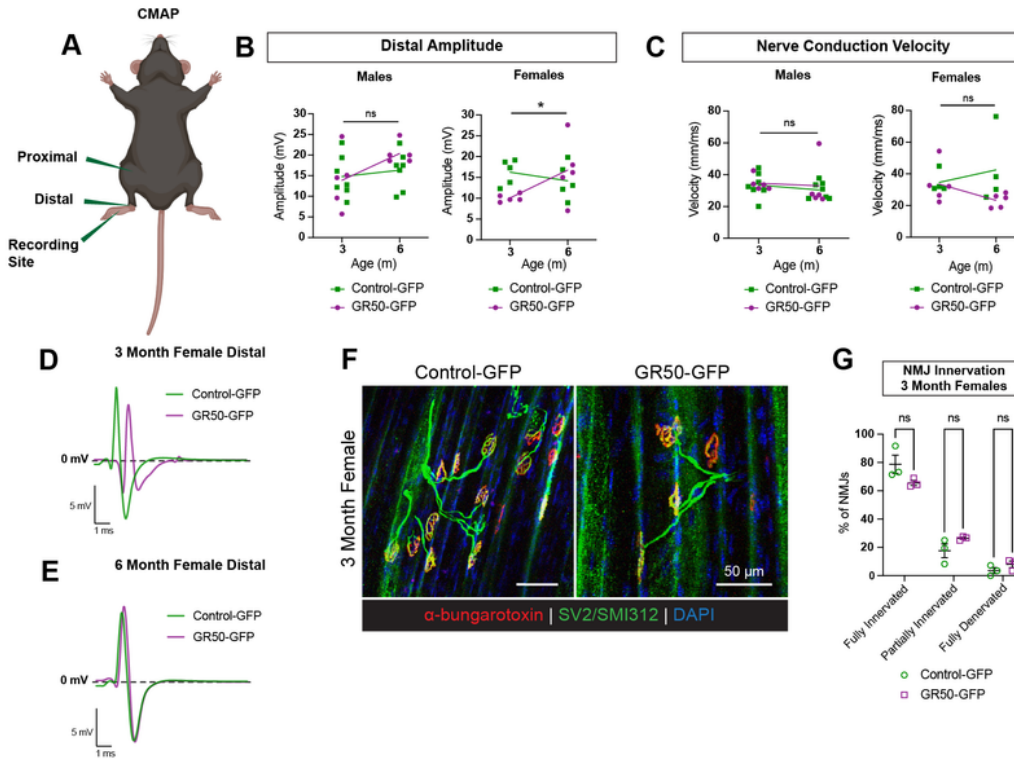 CMAP
A
Proximal
Distal
Recording
Site
B
Distal Amplitude
Males
ns
Amplitude (mV)
30
25
20
15
10
5
0
3
6
Age (m)
Control-GFP
GR50-GFP
Females
*
Amplitude (mV)
30
25
20
15
10
5
0
3
6
Age (m)
Control-GFP
GR50-GFP
C
Nerve Conduction Velocity
Males
ns
Velocity (mm/ms)
80
60
40
20
0
3
6
Age (m)
Control-GFP
GR50-GFP
Females
ns
Velocity (mm/ms)
80
60
40
20
0
3
6
Age (m)
Control-GFP
GR50-GFP
D
3 Month Female Distal
Control-GFP
GR50-GFP
0 mV
5 mV
1 ms
E
6 Month Female Distal
Control-GFP
GR50-GFP
0 mV
5 mV
1 ms
F
Control-GFP
GR50-GFP
3 Month Female
50 µm
α-bungarotoxin | SV2/SMI312 | DAPI
G
NMJ Innervation
3 Month Females
ns
ns
ns
% of NMJs
100
80
60
40
20
0
Fully Innervated
Partially Innervated
Fully Denervated
Control-GFP
GR50-GFP